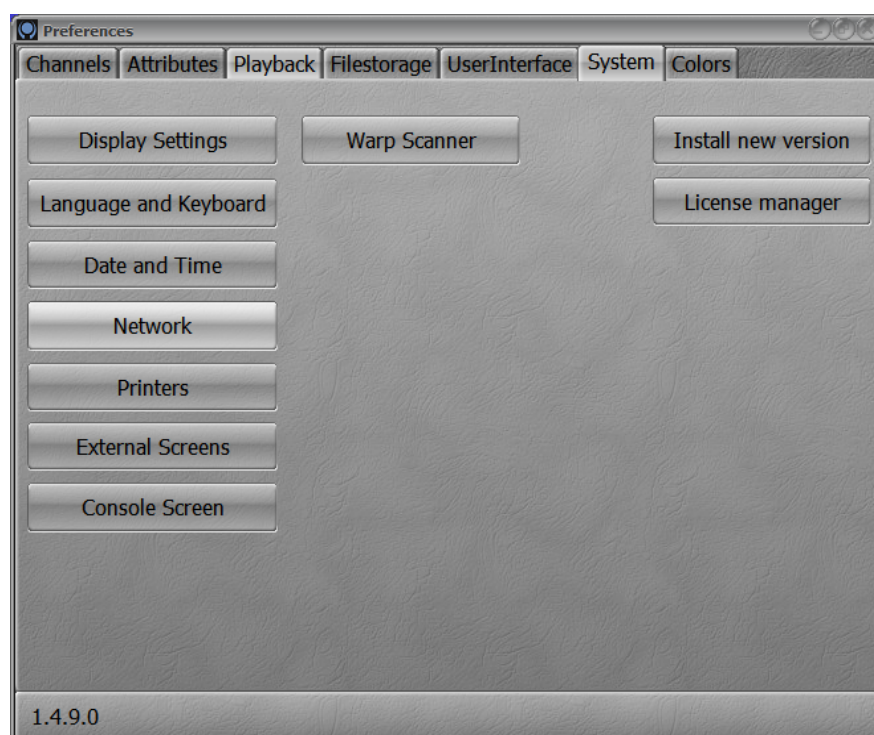 Preferences
Channels Attributes Playback Filestorage UserInterface System Colors
Display Settings Warp Scanner Install new version
Language and Keyboard License manager
Date and Time
Network
Printers
External Screens
Console Screen
1.4.9.0